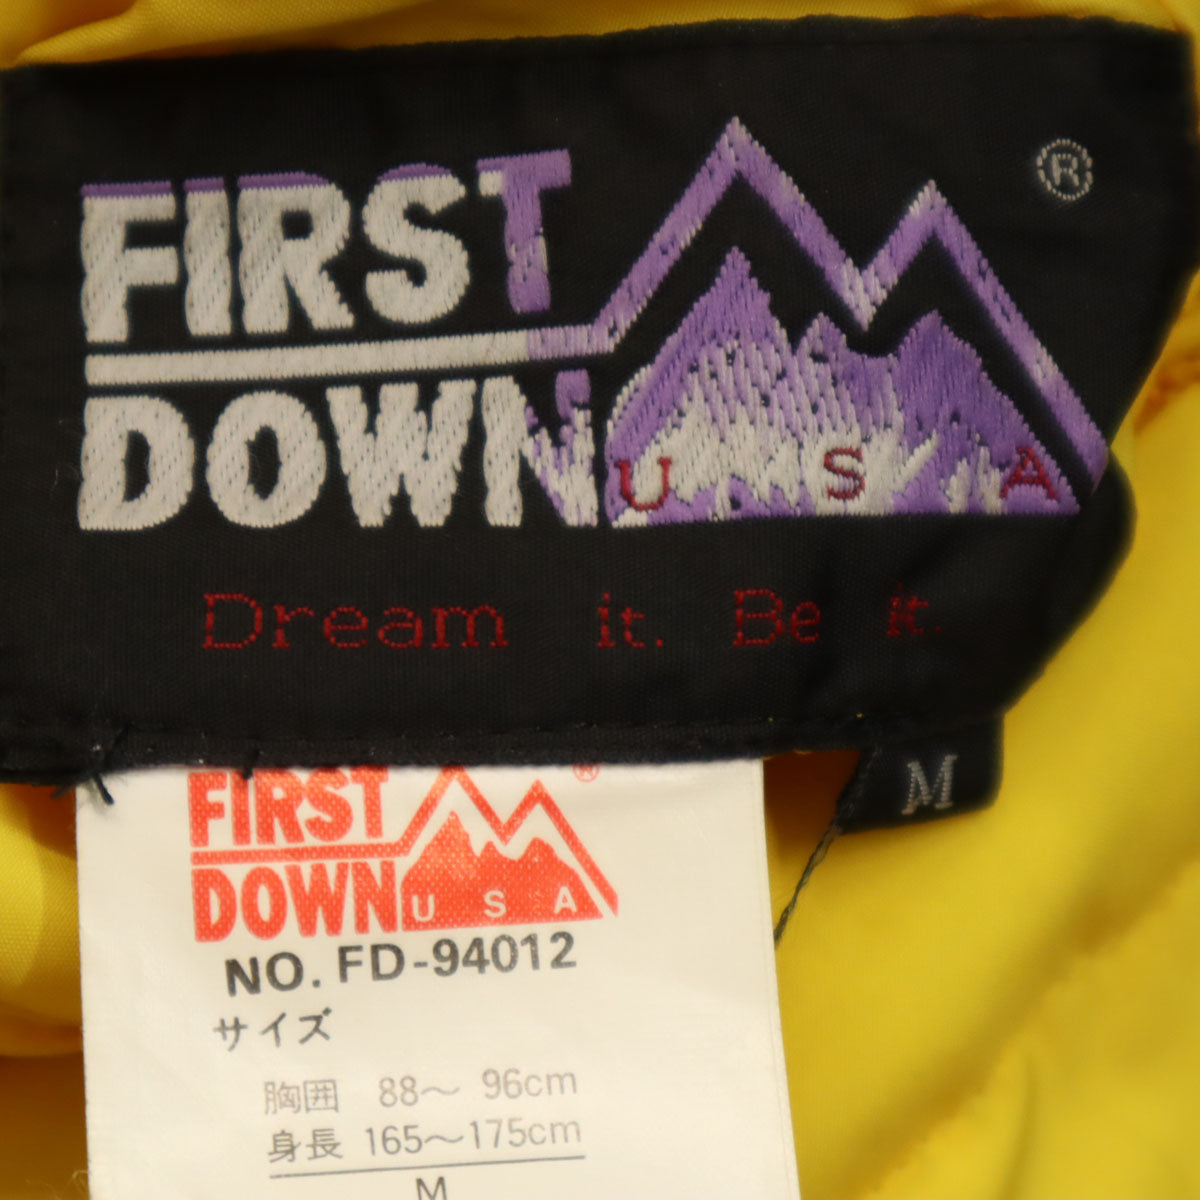 FIRST
DOWN
U S A
®
Dream it. Be it.
M
FIRST
DOWN
U S A
®
NO. FD-94012
サイズ
胸囲 88～ 96cm
身長 165～175cm
M